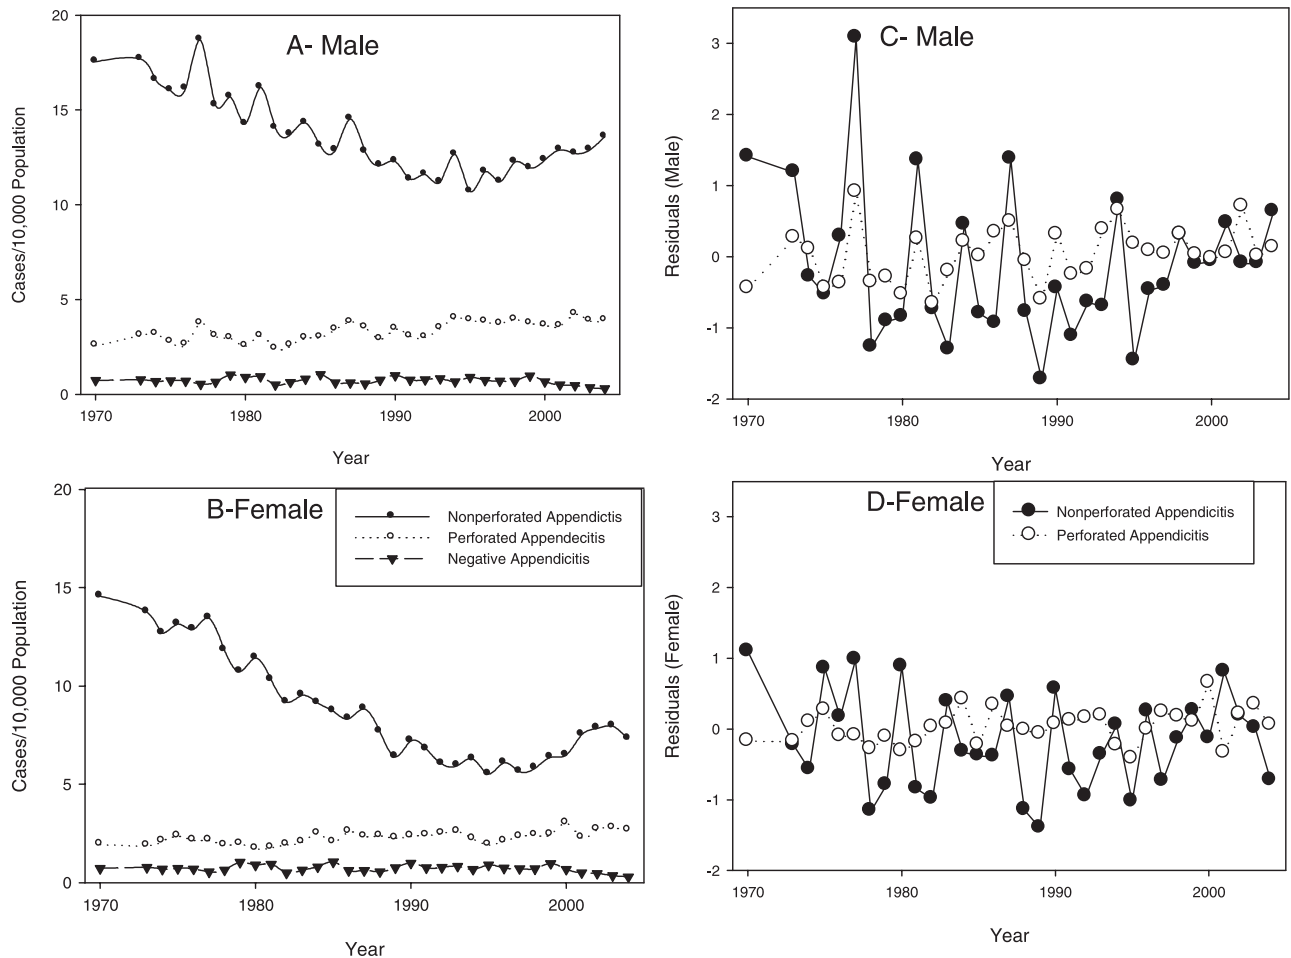 A- Male
20
15
10
5
0
Cases/10,000 Population
1970
1980
1990
2000
Year
C- Male
3
2
1
0
-1
-2
Residuals (Male)
1970
1980
1990
2000
Year
B-Female
Nonperforated Appendictis
Perforated Appendecitis
Negative Appendicitis
20
15
10
5
0
Cases/10,000 Population
1970
1980
1990
2000
Year
D-Female
Nonperforated Appendicitis
Perforated Appendicitis
3
2
1
0
-1
-2
Residuals (Female)
1970
1980
1990
2000
Year